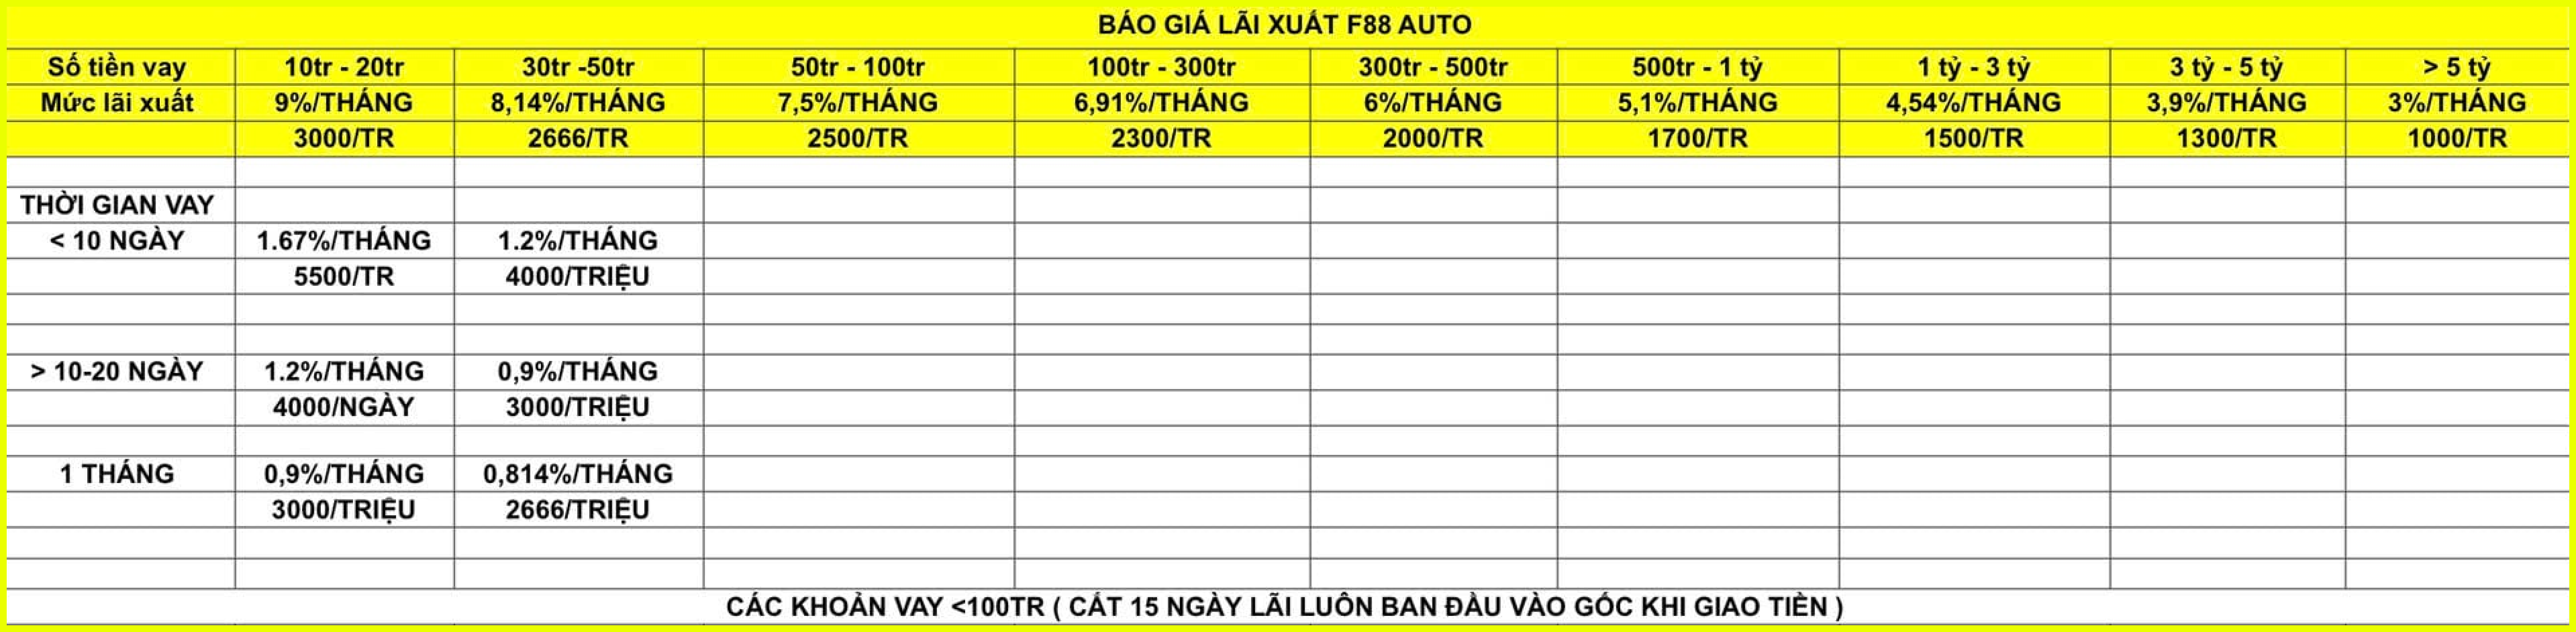 BÁO GIÁ LÃI XUẤT F88 AUTO
Số tiền vay 10tr - 20tr 30tr -50tr 50tr - 100tr 100tr - 300tr 300tr - 500tr 500tr - 1 tỷ 1 tỷ - 3 tỷ 3 tỷ - 5 tỷ > 5 tỷ
Mức lãi xuất 9%/THÁNG 8,14%/THÁNG 7,5%/THÁNG 6,91%/THÁNG 6%/THÁNG 5,1%/THÁNG 4,54%/THÁNG 3,9%/THÁNG 3%/THÁNG
3000/TR 2666/TR 2500/TR 2300/TR 2000/TR 1700/TR 1500/TR 1300/TR 1000/TR
THỜI GIAN VAY
< 10 NGÀY 1.67%/THÁNG 1.2%/THÁNG
5500/TR 4000/TRIỆU
> 10-20 NGÀY 1.2%/THÁNG 0,9%/THÁNG
4000/NGÀY 3000/TRIỆU
1 THÁNG 0,9%/THÁNG 0,814%/THÁNG
3000/TRIỆU 2666/TRIỆU
CÁC KHOẢN VAY <100TR ( CẮT 15 NGÀY LÃI LUÔN BAN ĐẦU VÀO GỐC KHI GIAO TIỀN )